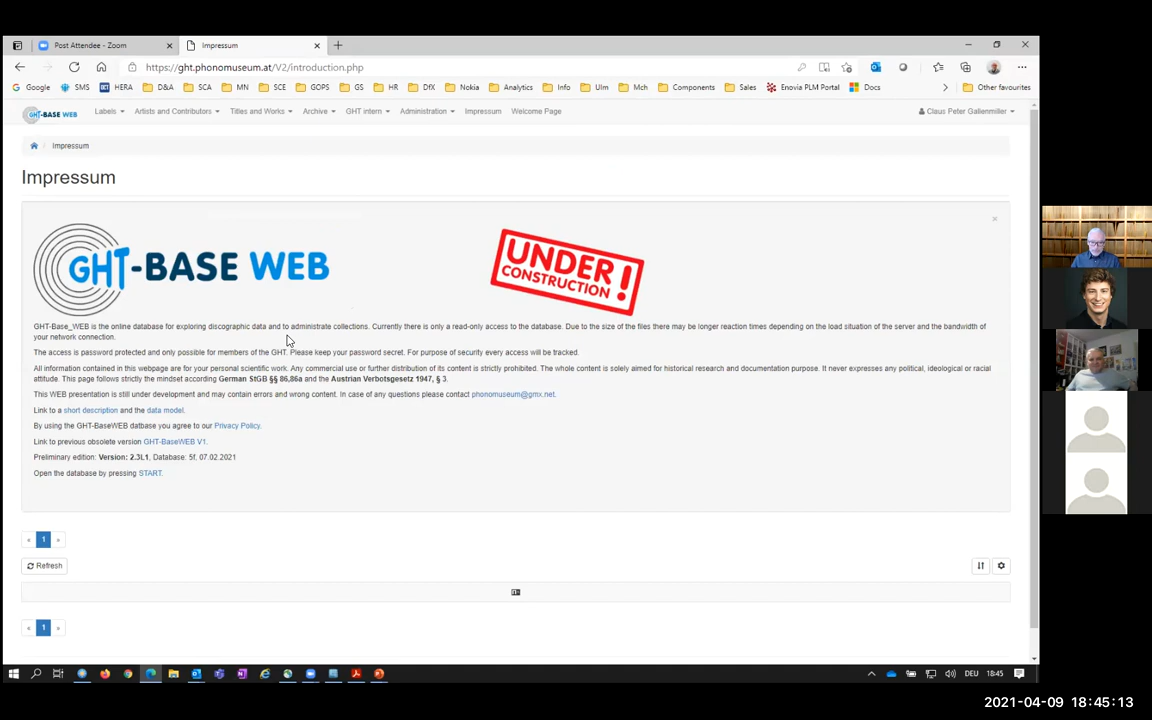 Post Attendee - Zoom
Impressum
https://ght.phonomuseum.at/V2/introduction.php
Google SMS HERA D&A SCA MN SCE GOPS GS HR DfX Nokia Analytics Info Ulm Mch Components Sales Enovia PLM Portal Docs Other favourites
GHT-BASE WEB Labels Artists and Contributors Titles and Works Archive GHT intern Administration Impressum Welcome Page Claus Peter Gallenmiller
Impressum
Impressum
GHT-BASE WEB
UNDER
CONSTRUCTION!
GHT-Base_WEB is the online database for exploring discographic data and to administrate collections. Currently there is only a read-only access to the database. Due to the size of the files there may be longer reaction times depending on the load situation of the server and the bandwidth of
your network connection.
The access is password protected and only possible for members of the GHT. Please keep your password secret. For purpose of security every access will be tracked.
All information contained in this webpage are for your personal scientific work. Any commercial use or further distribution of its content is strictly prohibited. The whole content is solely aimed for historical research and documentation purpose. It never expresses any political, ideological or racial
attitude. This page follows strictly the mindset according German StGB §§ 86,86a and the Austrian Verbotsgesetz 1947, § 3.
This WEB presentation is still under development and may contain errors and wrong content. In case of any questions please contact phonomuseum@gmx.net.
Link to a short description and the data model.
By using the GHT-BaseWEB datbase you agree to our Privacy Policy.
Link to previous obsolete version GHT-BaseWEB V1.
Preliminary edition: Version: 2.3L1, Database: 5f. 07.02.2021
Open the database by pressing START.
« 1 »
Refresh
« 1 »
DEU 18:45
2021-04-09 18:45:13